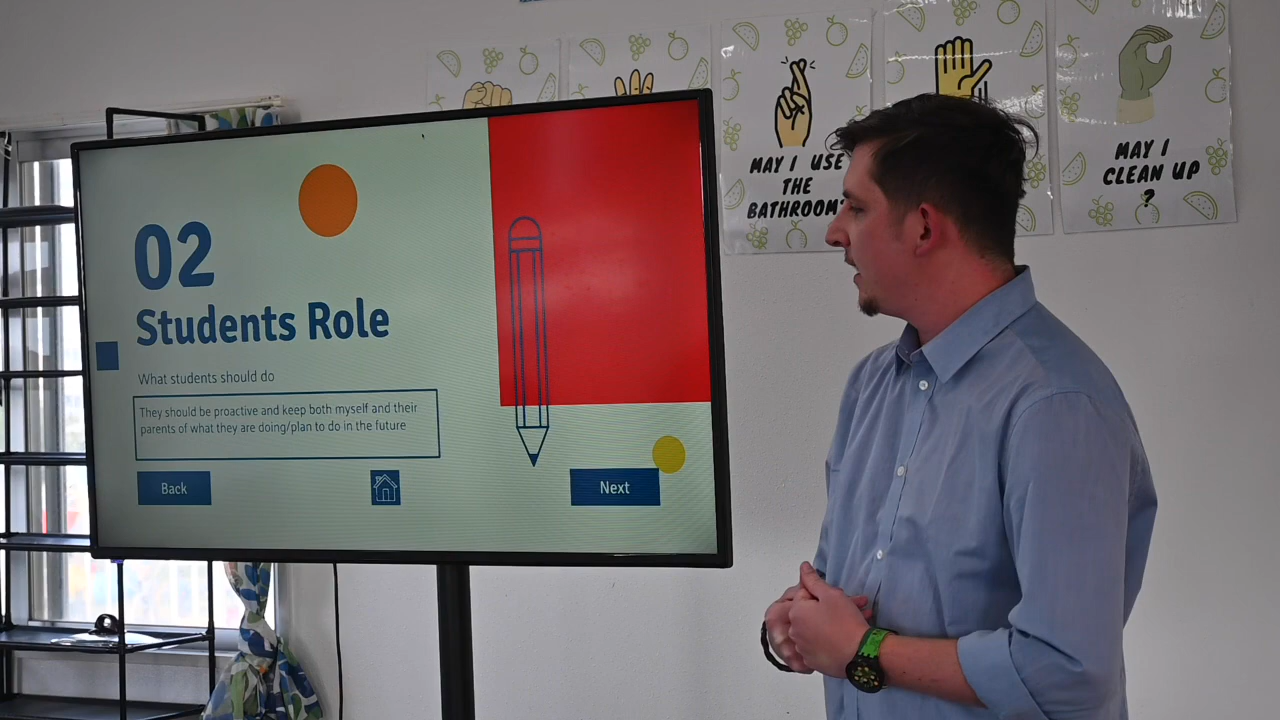 02
Students Role
What students should do
They should be proactive and keep both myself and their
parents of what they are doing/plan to do in the future
Back
Next
MAY I USE
THE
BATHROOM
MAY I
CLEAN UP
?